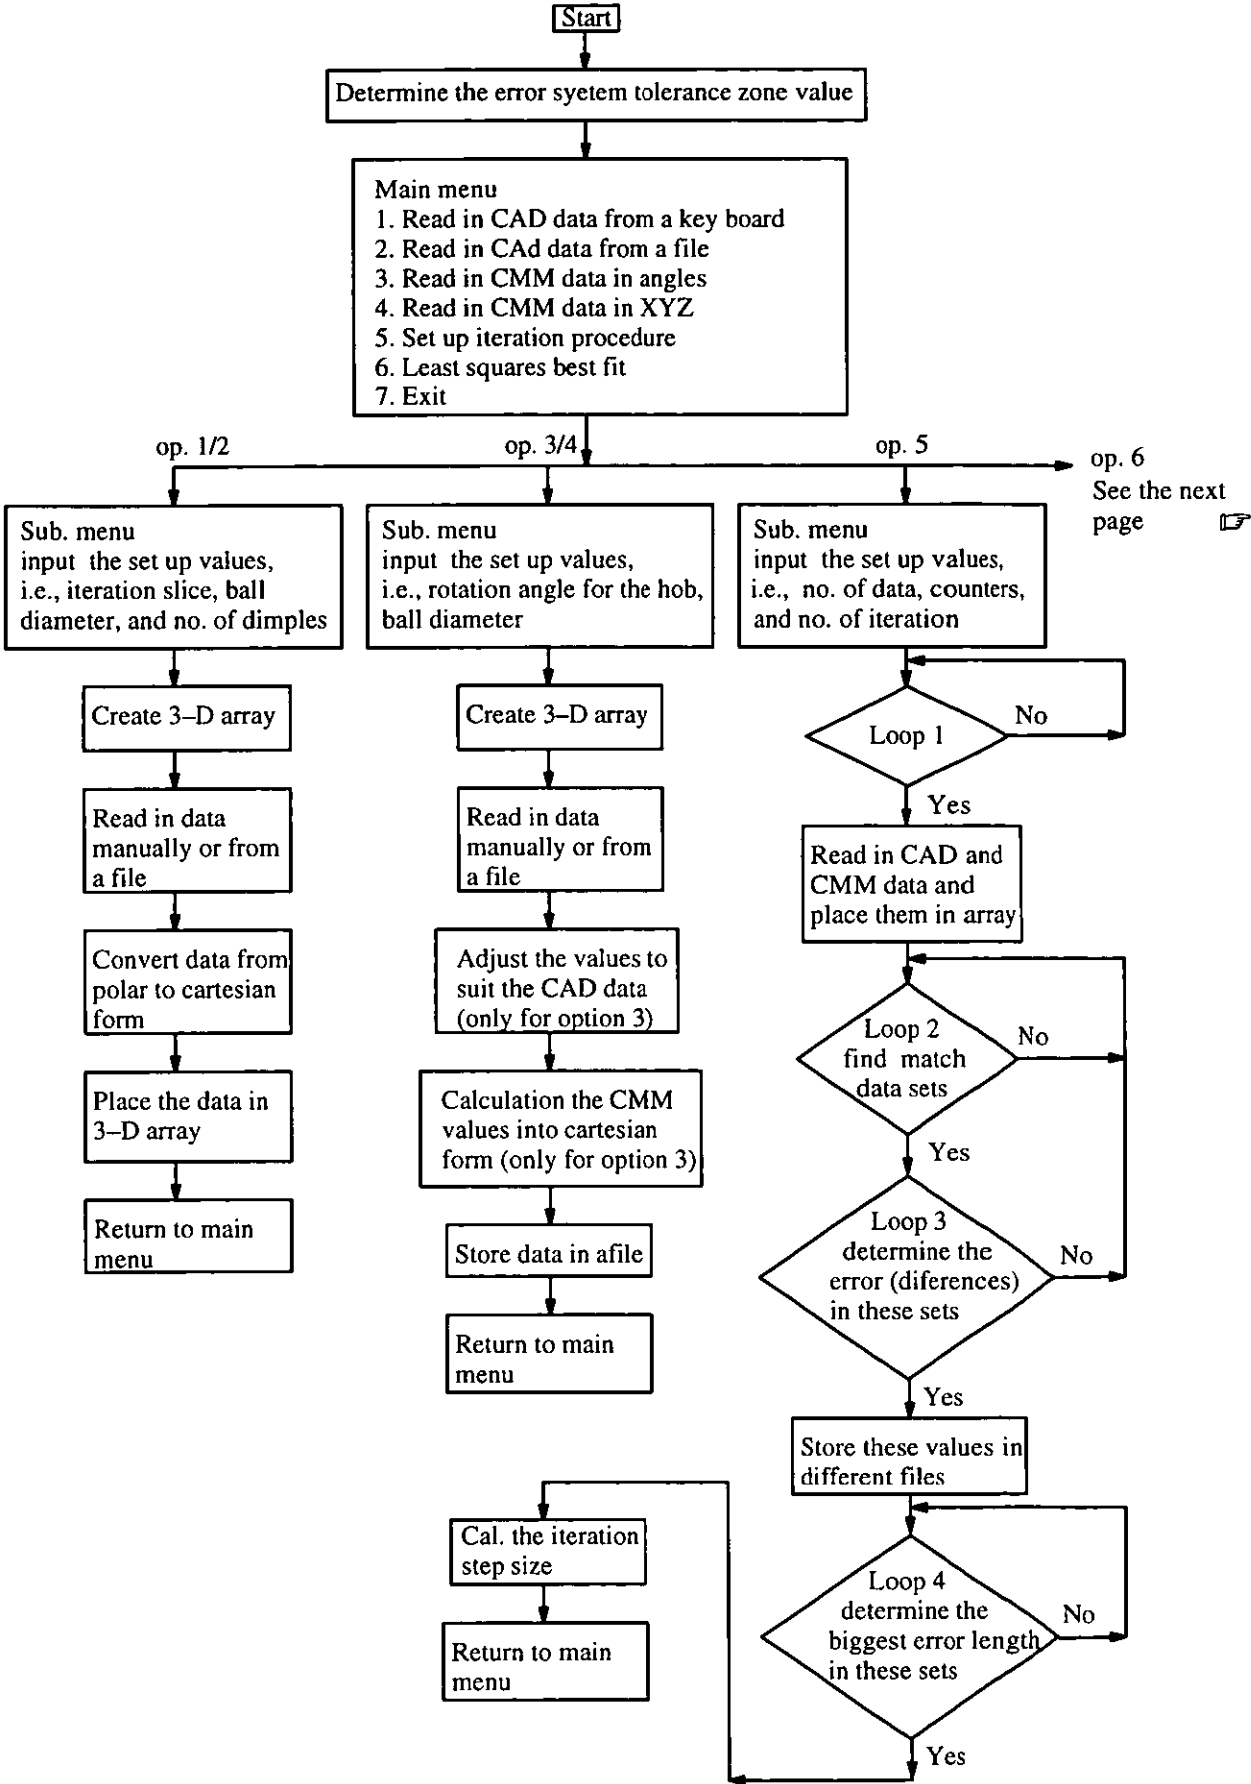 Start
Determine the error syetem tolerance zone value
Main menu
1. Read in CAD data from a key board
2. Read in CAd data from a file
3. Read in CMM data in angles
4. Read in CMM data in XYZ
5. Set up iteration procedure
6. Least squares best fit
7. Exit
op. 1/2
op. 3/4
op. 5
op. 6
See the next
page ☞
Sub. menu
input the set up values,
i.e., iteration slice, ball
diameter, and no. of dimples
Create 3–D array
Read in data
manually or from
a file
Convert data from
polar to cartesian
form
Place the data in
3–D array
Return to main
menu
Sub. menu
input the set up values,
i.e., rotation angle for the hob,
ball diameter
Create 3–D array
Read in data
manually or from
a file
Adjust the values to
suit the CAD data
(only for option 3)
Calculation the CMM
values into cartesian
form (only for option 3)
Store data in afile
Return to main
menu
Sub. menu
input the set up values,
i.e., no. of data, counters,
and no. of iteration
Loop 1
No
Yes
Read in CAD and
CMM data and
place them in array
Loop 2
find match
data sets
No
Yes
Loop 3
determine the
error (diferences)
in these sets
No
Yes
Store these values in
different files
Loop 4
determine the
biggest error length
in these sets
No
Yes
Cal. the iteration
step size
Return to main
menu